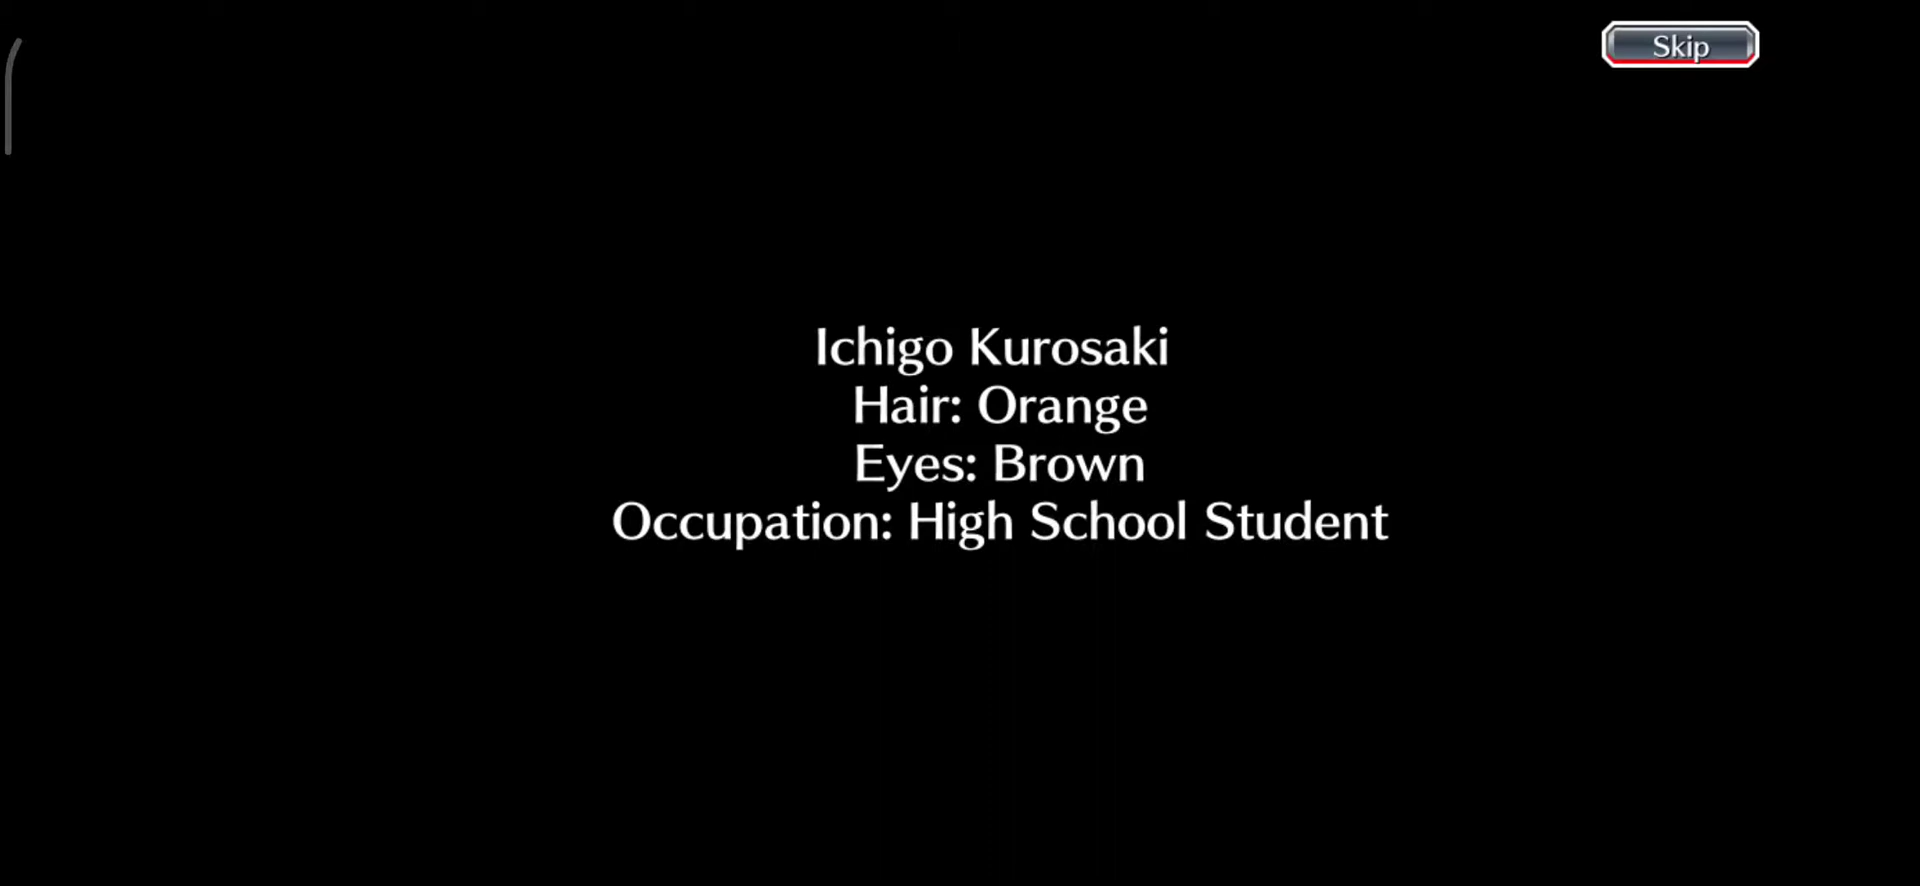 Skip
Ichigo Kurosaki
Hair: Orange
Eyes: Brown
Occupation: High School Student